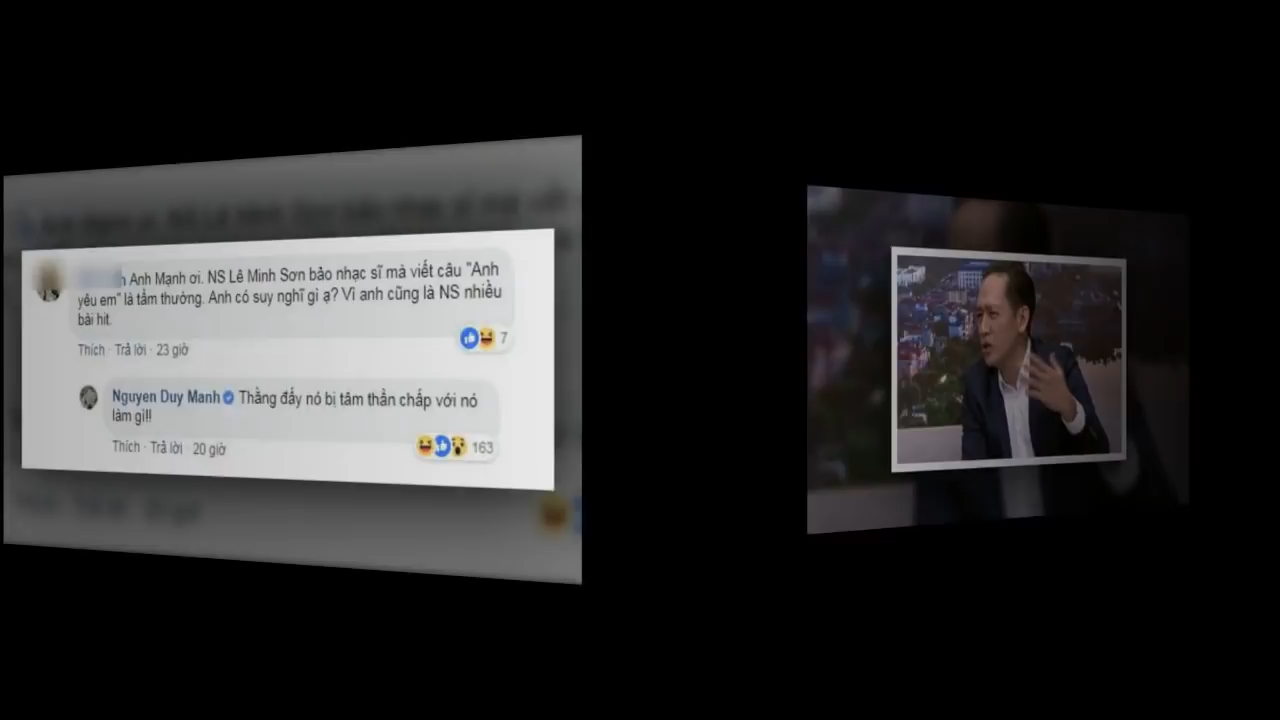 Anh Mạnh ơi. NS Lê Minh Sơn bảo nhạc sĩ mà viết câu "Anh
yêu em" là tầm thường. Anh có suy nghĩ gì ạ? Vì anh cũng là NS nhiều
bài hit.
Thích · Trả lời · 23 giờ
7
Nguyen Duy Manh Thằng đấy nó bị tâm thần chấp với nó
làm gì!!
Thích · Trả lời 20 giờ
163